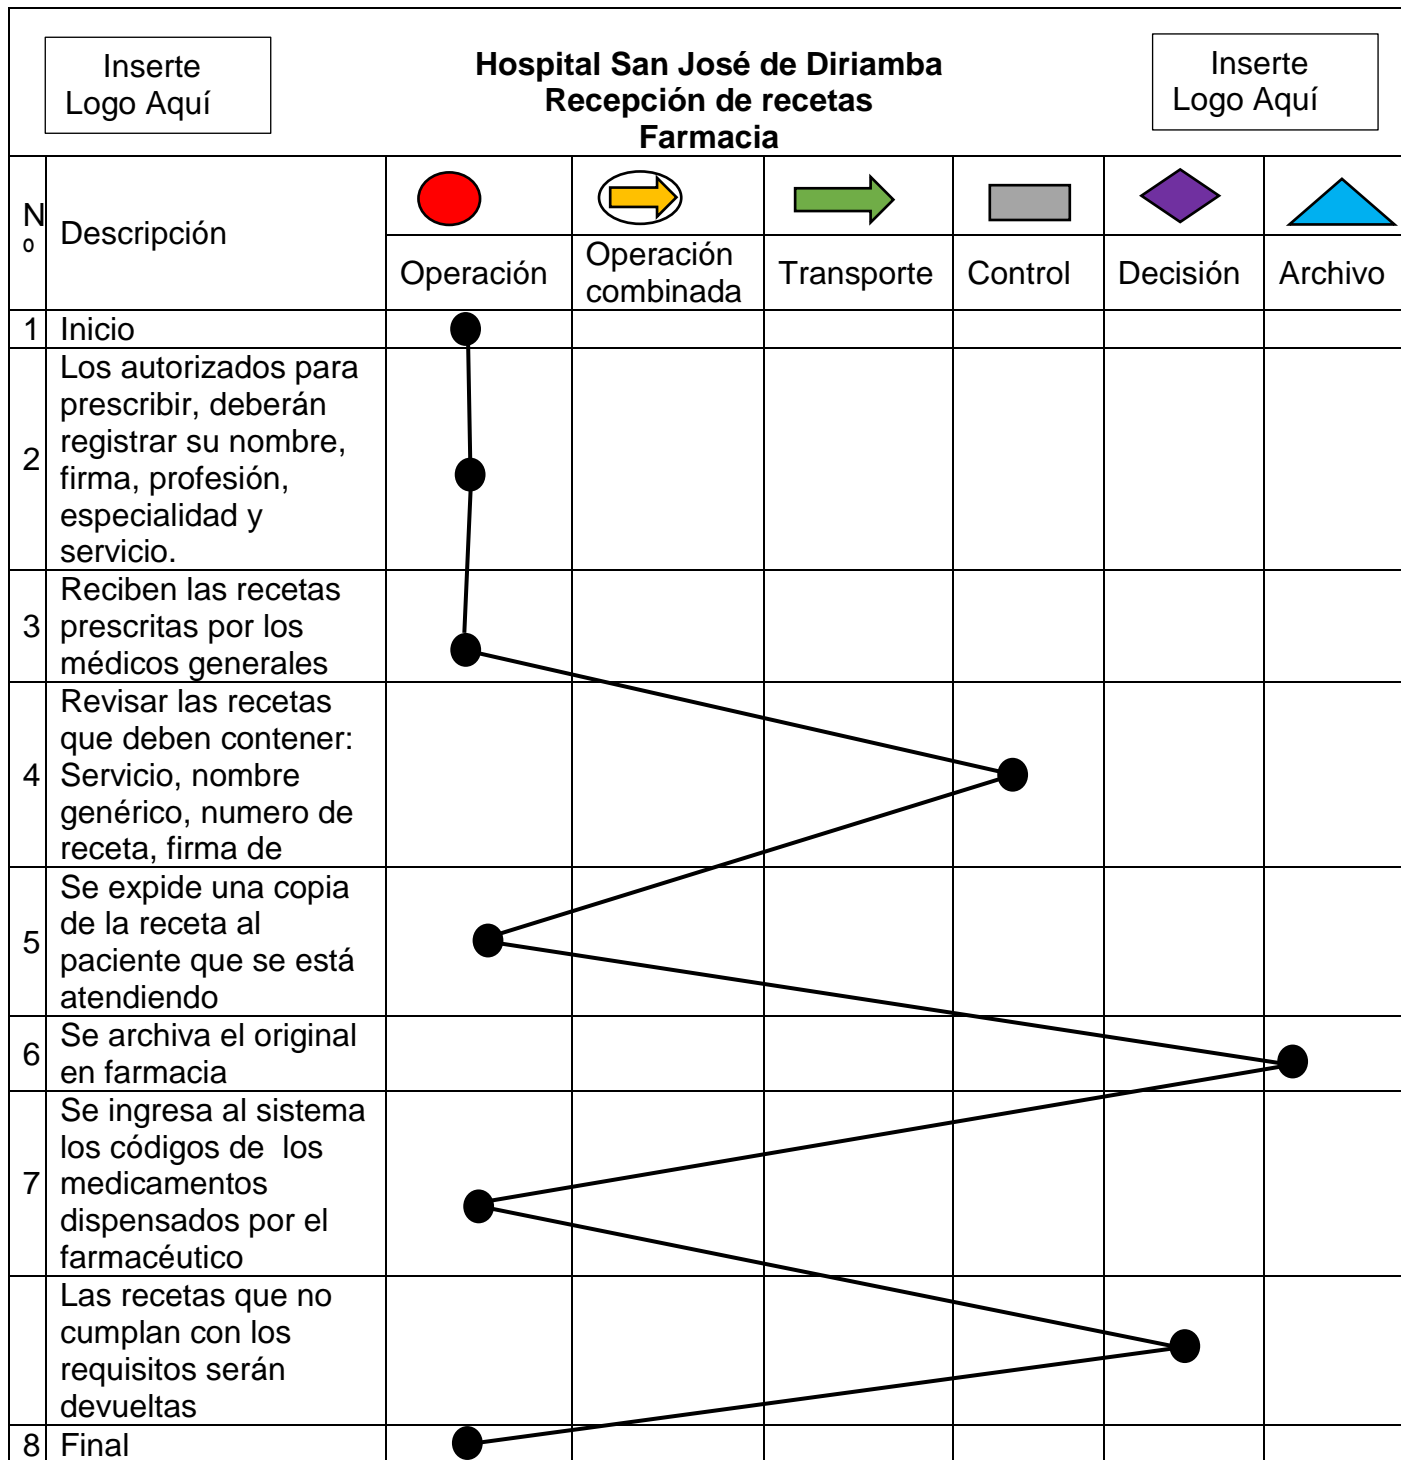 Inserte
Logo Aquí
Hospital San José de Diriamba
Recepción de recetas
Farmacia
Inserte
Logo Aquí
N
º
Descripción
Operación
Operación
combinada
Transporte
Control
Decisión
Archivo
1 Inicio
2
Los autorizados para
prescribir, deberán
registrar su nombre,
firma, profesión,
especialidad y
servicio.
3
Reciben las recetas
prescritas por los
médicos generales
4
Revisar las recetas
que deben contener:
Servicio, nombre
genérico, numero de
receta, firma de
5
Se expide una copia
de la receta al
paciente que se está
atendiendo
6
Se archiva el original
en farmacia
7
Se ingresa al sistema
los códigos de  los
medicamentos
dispensados por el
farmacéutico
Las recetas que no
cumplan con los
requisitos serán
devueltas
8 Final